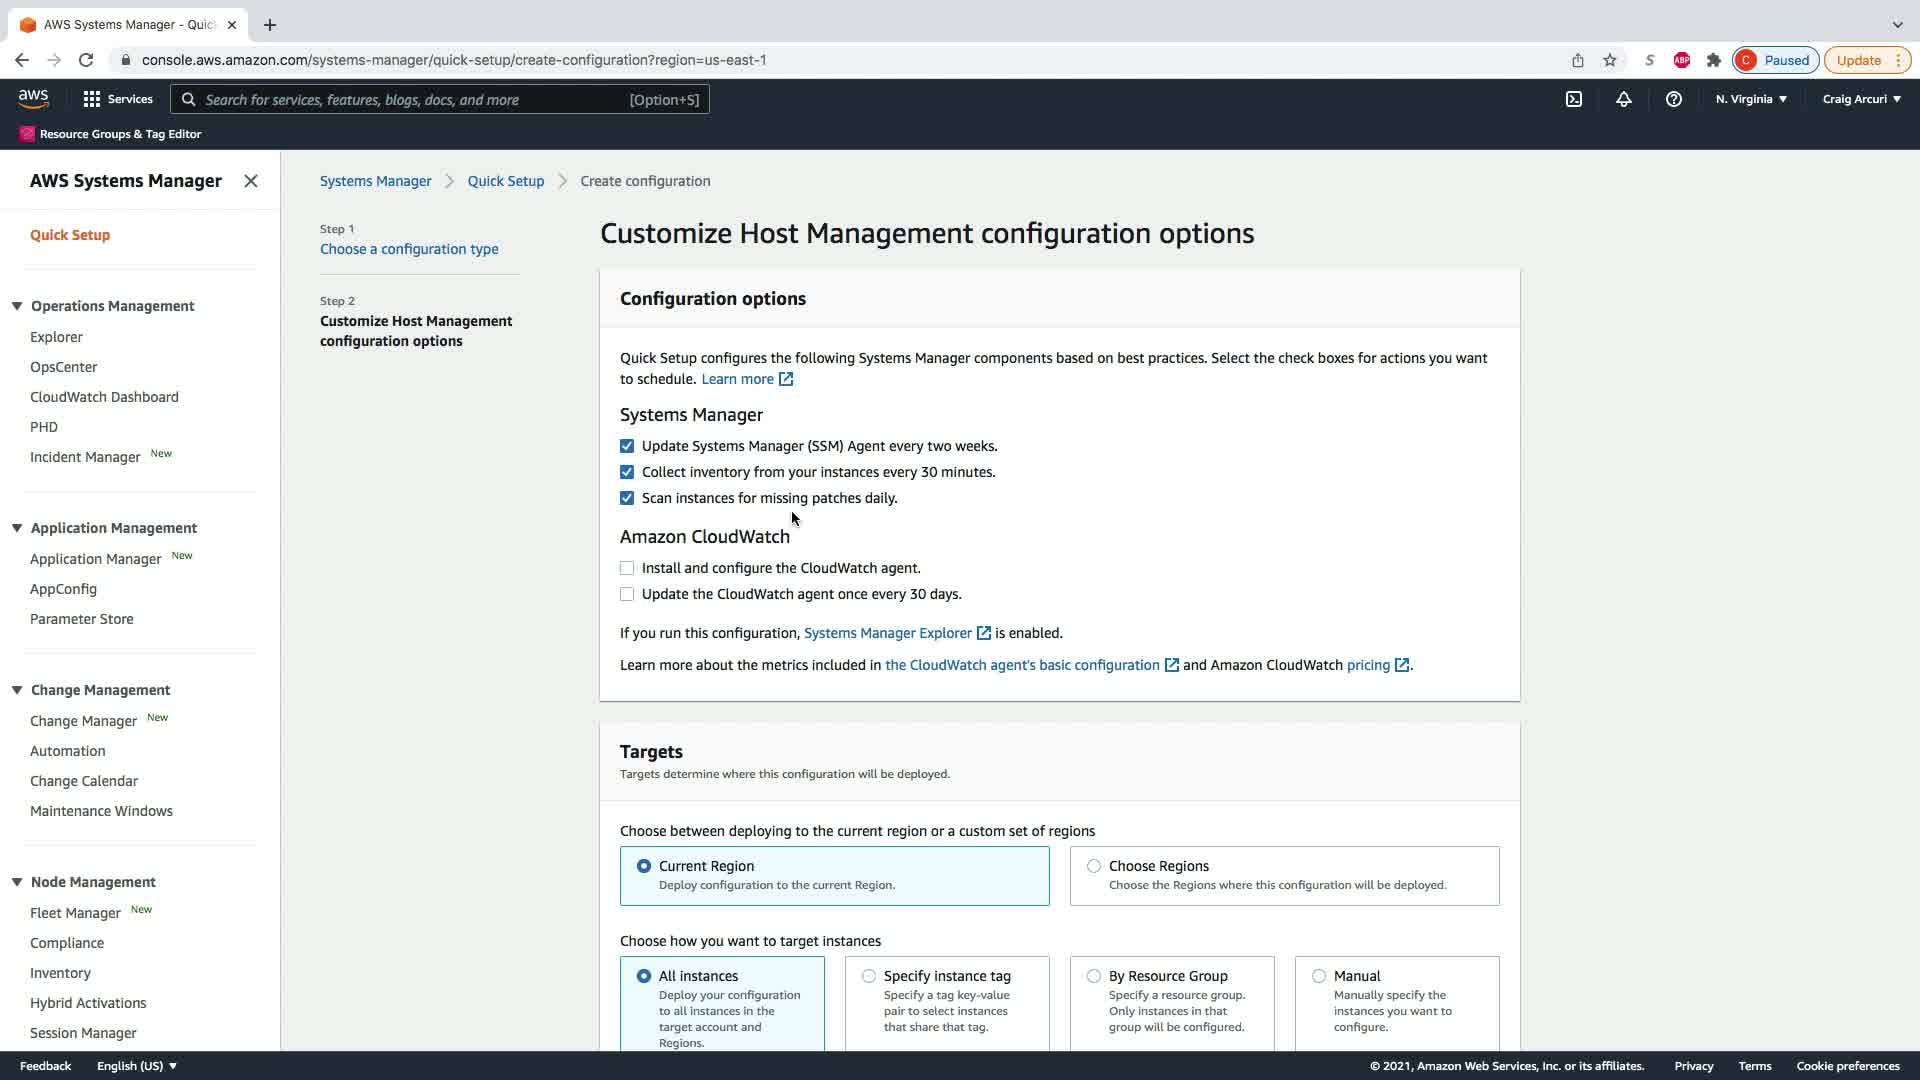 AWS Systems Manager - Quic
console.aws.amazon.com/systems-manager/quick-setup/create-configuration?region=us-east-1
S
ABP
C Paused
Update
aws
Services
Search for services, features, blogs, docs, and more [Option+S]
N. Virginia
Craig Arcuri
Resource Groups & Tag Editor
AWS Systems Manager
Quick Setup
Operations Management
Explorer
OpsCenter
CloudWatch Dashboard
PHD
Incident Manager New
Application Management
Application Manager New
AppConfig
Parameter Store
Change Management
Change Manager New
Automation
Change Calendar
Maintenance Windows
Node Management
Fleet Manager New
Compliance
Inventory
Hybrid Activations
Session Manager
Systems Manager > Quick Setup > Create configuration
Step 1
Choose a configuration type
Step 2
Customize Host Management
configuration options
Customize Host Management configuration options
Configuration options
Quick Setup configures the following Systems Manager components based on best practices. Select the check boxes for actions you want
to schedule. Learn more
Systems Manager
Update Systems Manager (SSM) Agent every two weeks.
Collect inventory from your instances every 30 minutes.
Scan instances for missing patches daily.
Amazon CloudWatch
Install and configure the CloudWatch agent.
Update the CloudWatch agent once every 30 days.
If you run this configuration, Systems Manager Explorer is enabled.
Learn more about the metrics included in the CloudWatch agent's basic configuration and Amazon CloudWatch pricing.
Targets
Targets determine where this configuration will be deployed.
Choose between deploying to the current region or a custom set of regions
Current Region
Deploy configuration to the current Region.
Choose Regions
Choose the Regions where this configuration will be deployed.
Choose how you want to target instances
All instances
Deploy your configuration
to all instances in the
target account and
Regions.
Specify instance tag
Specify a tag key-value
pair to select instances
that share that tag.
By Resource Group
Specify a resource group.
Only instances in that
group will be configured.
Manual
Manually specify the
instances you want to
configure.
Feedback
English (US)
© 2021, Amazon Web Services, Inc. or its affiliates.
Privacy
Terms
Cookie preferences